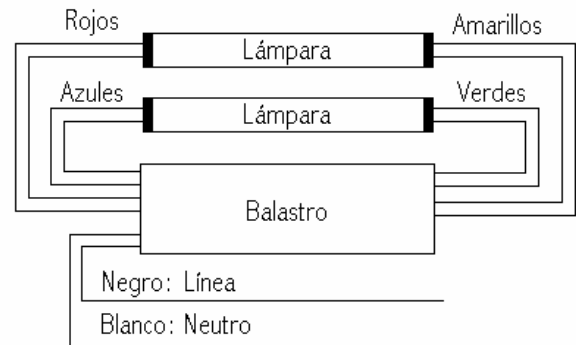 Rojos
Amarillos
Lámpara
Azules
Verdes
Lámpara
Balastro
Negro: Línea
Blanco: Neutro